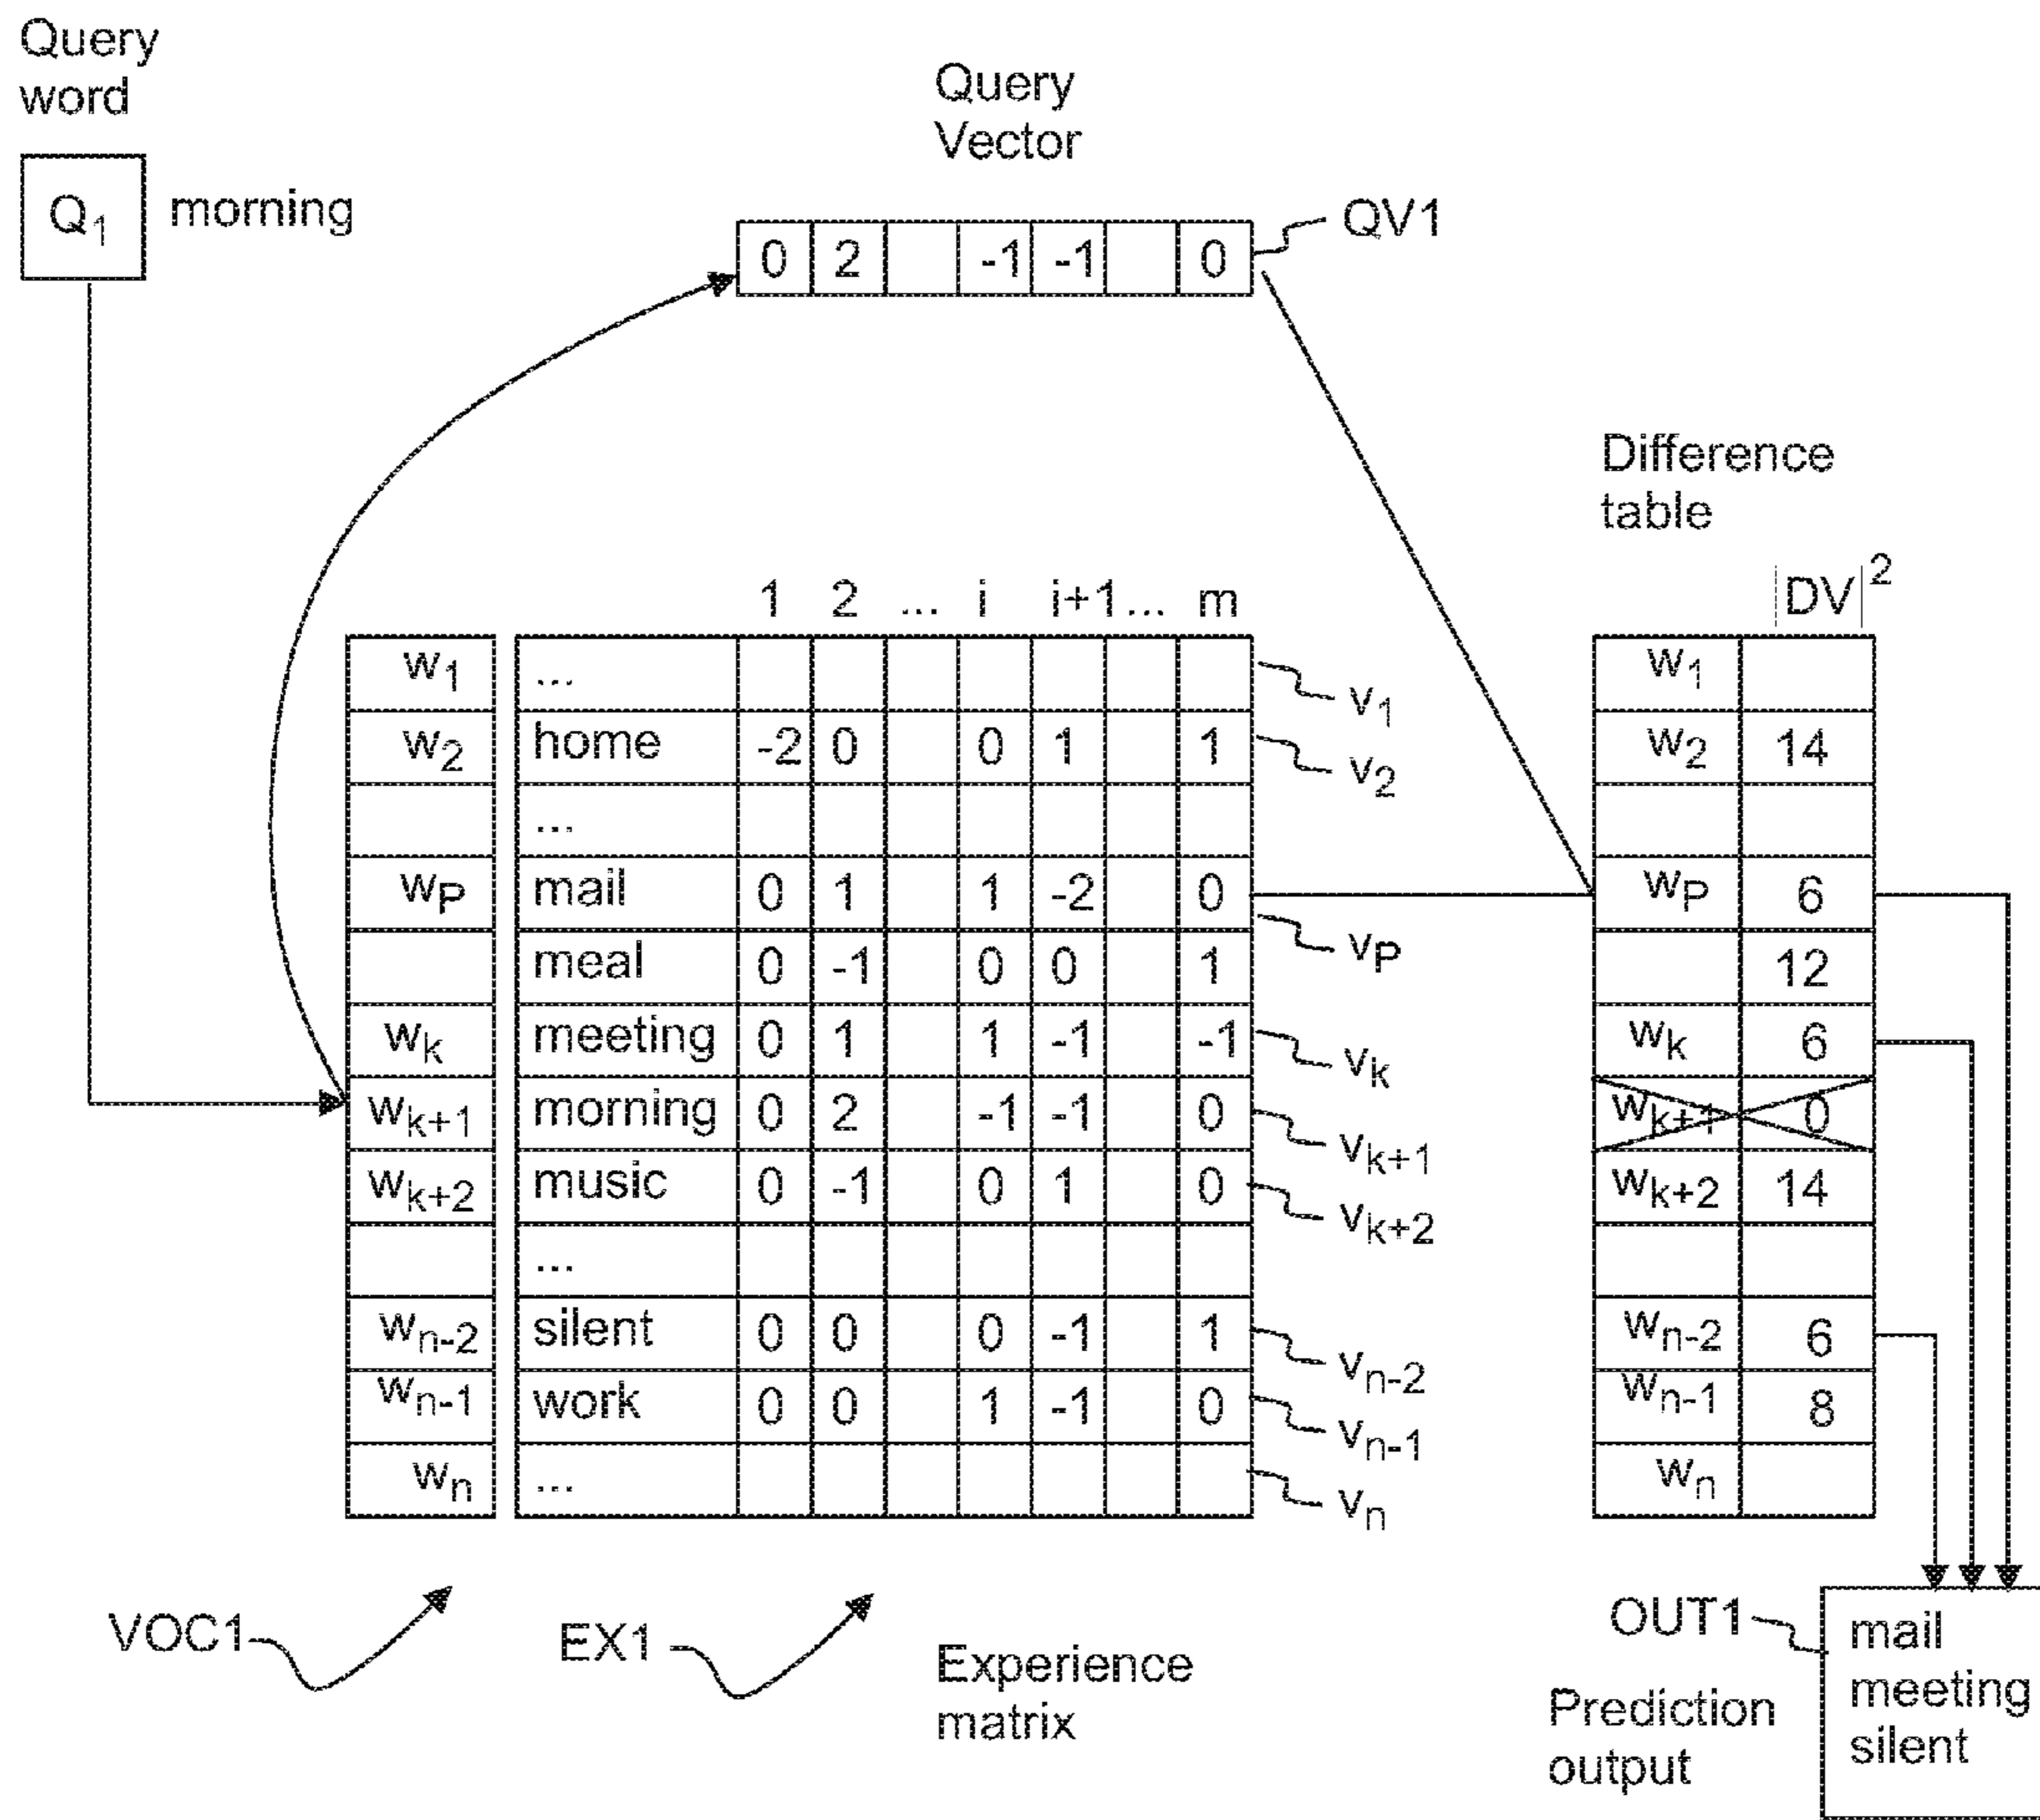 Query
word
Q1 morning
Query
Vector
0 2 -1 -1 0
QV1
Difference
table
|DV|2
1 2 ... i i+1 ... m
w1 ... v1 w1
w2 home -2 0 0 1 1 v2 w2 14
...
wP mail 0 1 1 -2 0 vP wP 6
meal 0 -1 0 0 1 12
wk meeting 0 1 1 -1 -1 vk wk 6
wk+1 morning 0 2 -1 -1 0 vk+1 wk+1 0
wk+2 music 0 -1 0 1 0 vk+2 wk+2 14
...
wn-2 silent 0 0 0 -1 1 vn-2 wn-2 6
wn-1 work 0 0 1 -1 0 vn-1 wn-1 8
wn ... vn wn
VOC1
EX1
Experience
matrix
OUT1
Prediction
output
mail
meeting
silent